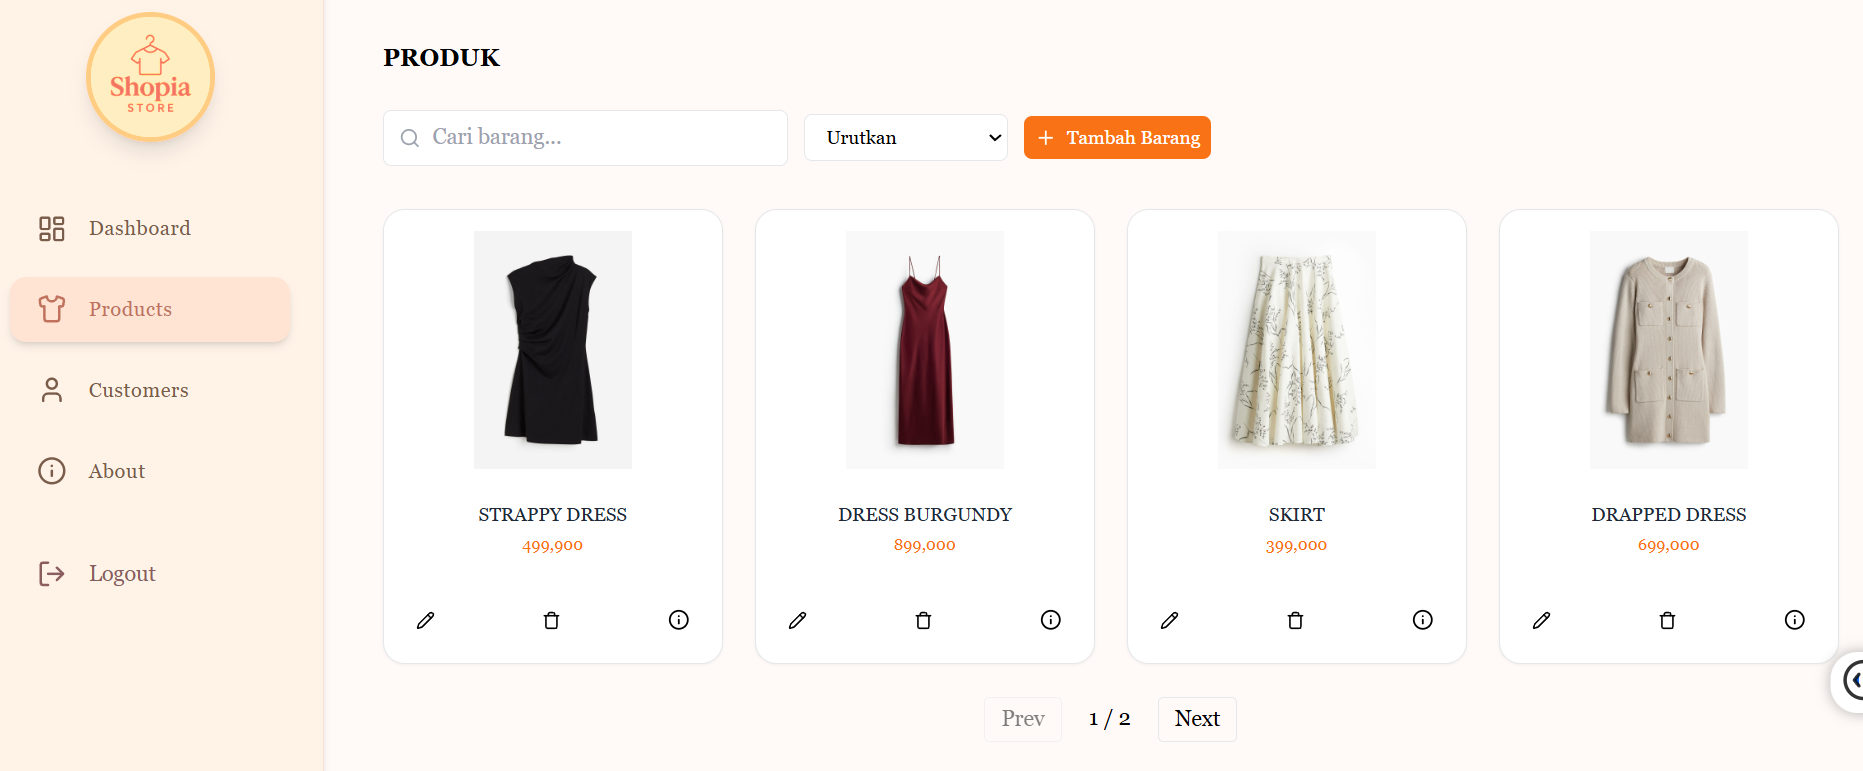 Shopia
STORE
Dashboard
Products
Customers
About
Logout
PRODUK
Cari barang...
Urutkan
Tambah Barang
STRAPPY DRESS
499,900
DRESS BURGUNDY
899,000
SKIRT
399,000
DRAPPED DRESS
699,000
Prev
1 / 2
Next